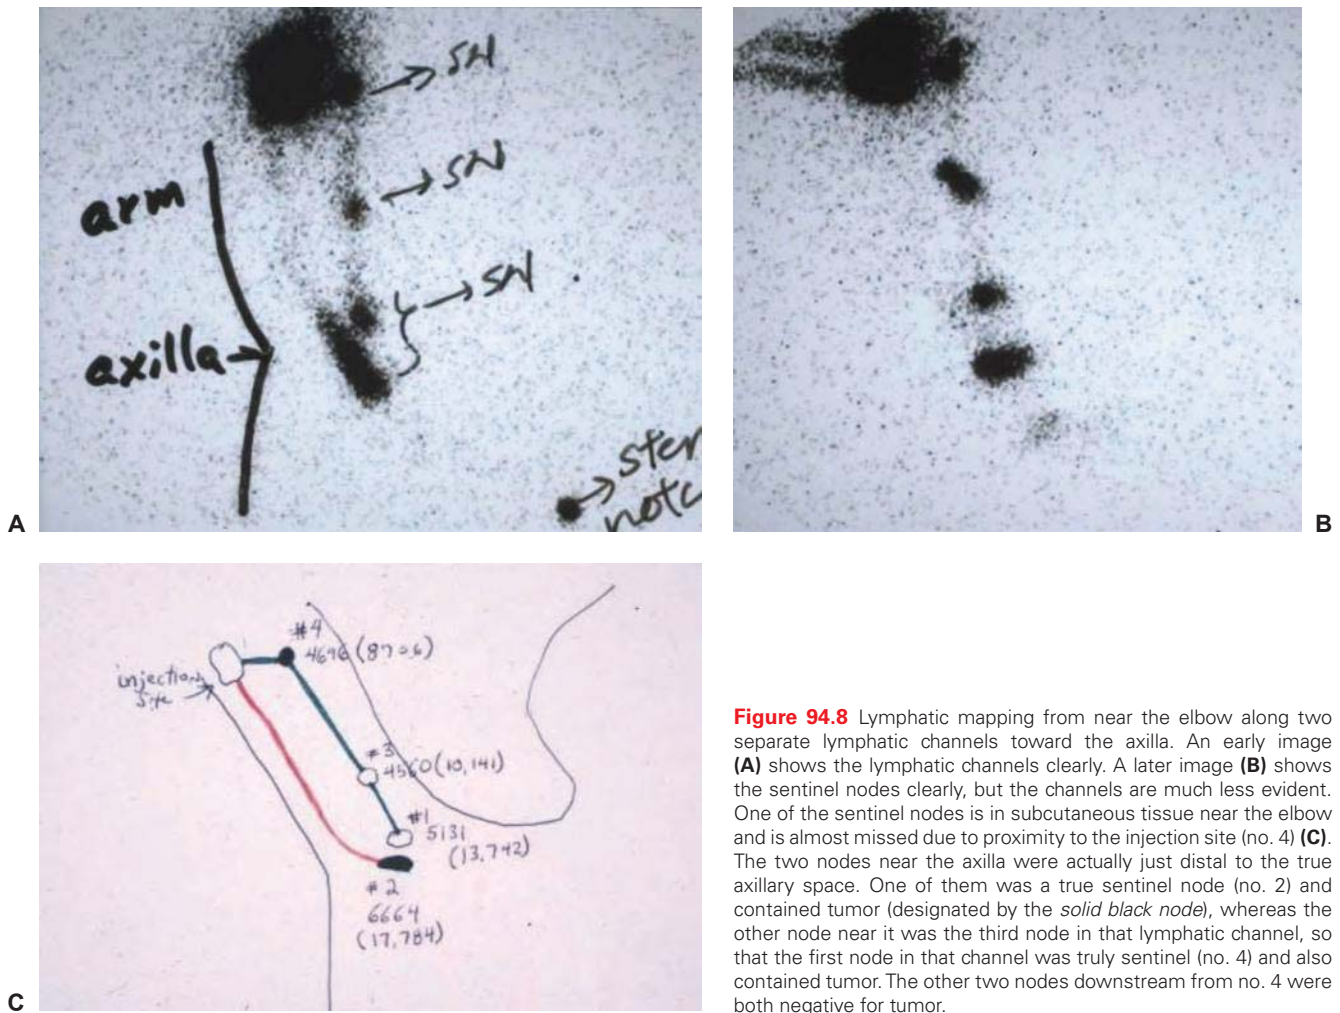 → SN
→ SN
→ SN
arm
axilla →
→ ster
notc
A
B
#4
4696 (8706)
injection
site →
#3
4560 (10,141)
#1
5131
(13,742)
#2
6664
(17,784)
C
Figure 94.8 Lymphatic mapping from near the elbow along two
separate lymphatic channels toward the axilla. An early image
(A) shows the lymphatic channels clearly. A later image (B) shows
the sentinel nodes clearly, but the channels are much less evident.
One of the sentinel nodes is in subcutaneous tissue near the elbow
and is almost missed due to proximity to the injection site (no. 4) (C).
The two nodes near the axilla were actually just distal to the true
axillary space. One of them was a true sentinel node (no. 2) and
contained tumor (designated by the solid black node), whereas the
other node near it was the third node in that lymphatic channel, so
that the first node in that channel was truly sentinel (no. 4) and also
contained tumor. The other two nodes downstream from no. 4 were
both negative for tumor.